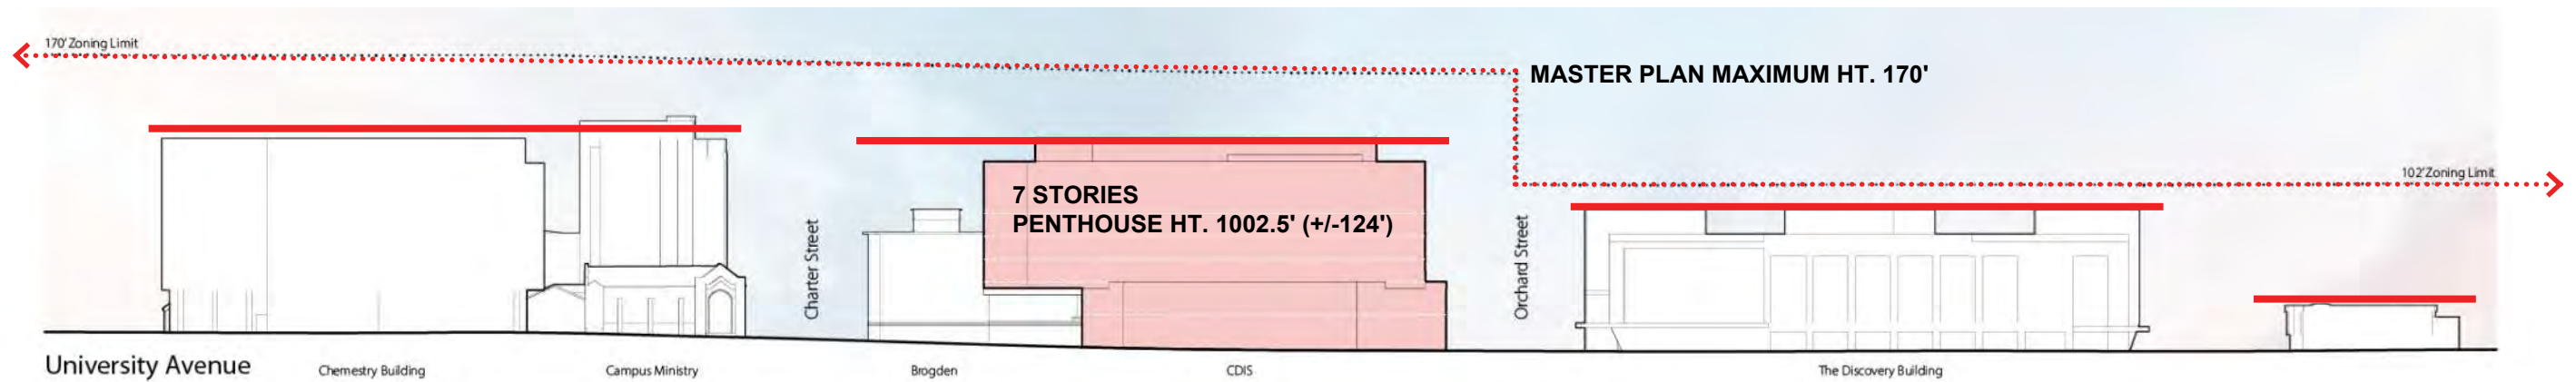 170' Zoning Limit
MASTER PLAN MAXIMUM HT. 170'
102' Zoning Limit
7 STORIES
PENTHOUSE HT. 1002.5' (+/-124')
Charter Street
Orchard Street
University Avenue
Chemestry Building
Campus Ministry
Brogden
CDIS
The Discovery Building